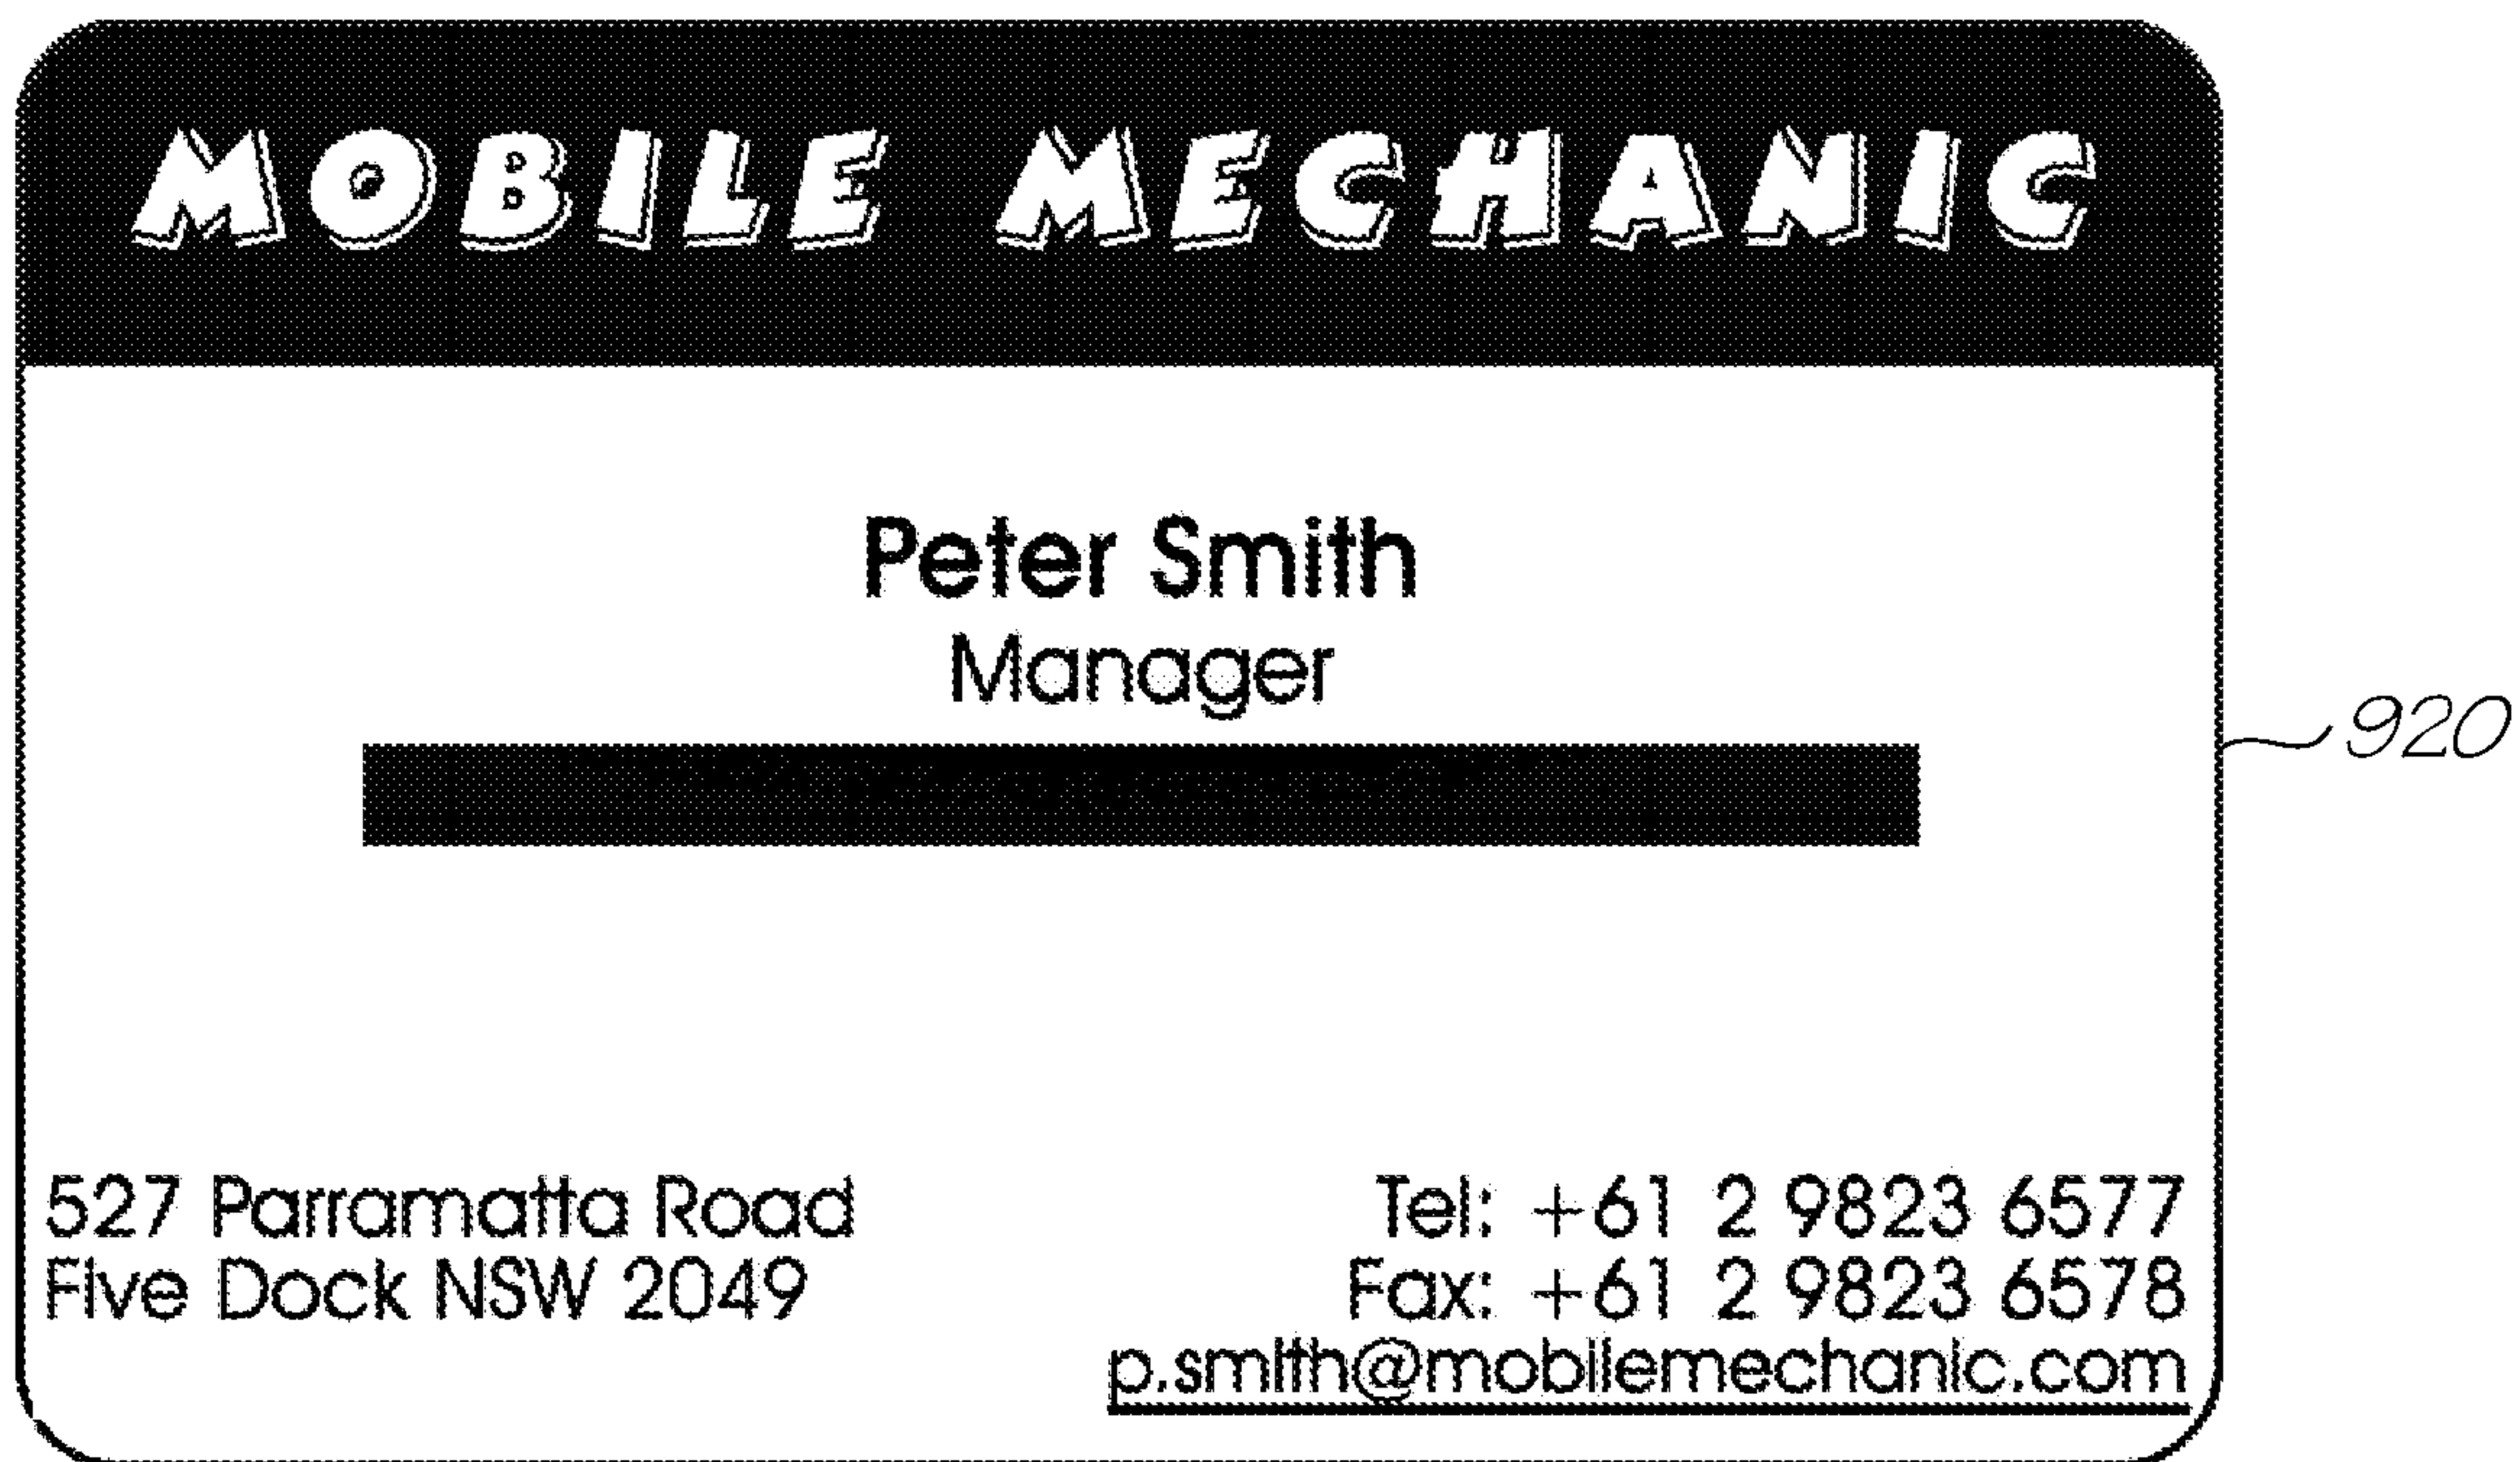 MOBILE MECHANIC
Peter Smith
Manager
920
527 Parramatta Road
Five Dock NSW 2049
Tel: +61 2 9823 6577
Fax: +61 2 9823 6578
p.smith@mobilemechanic.com